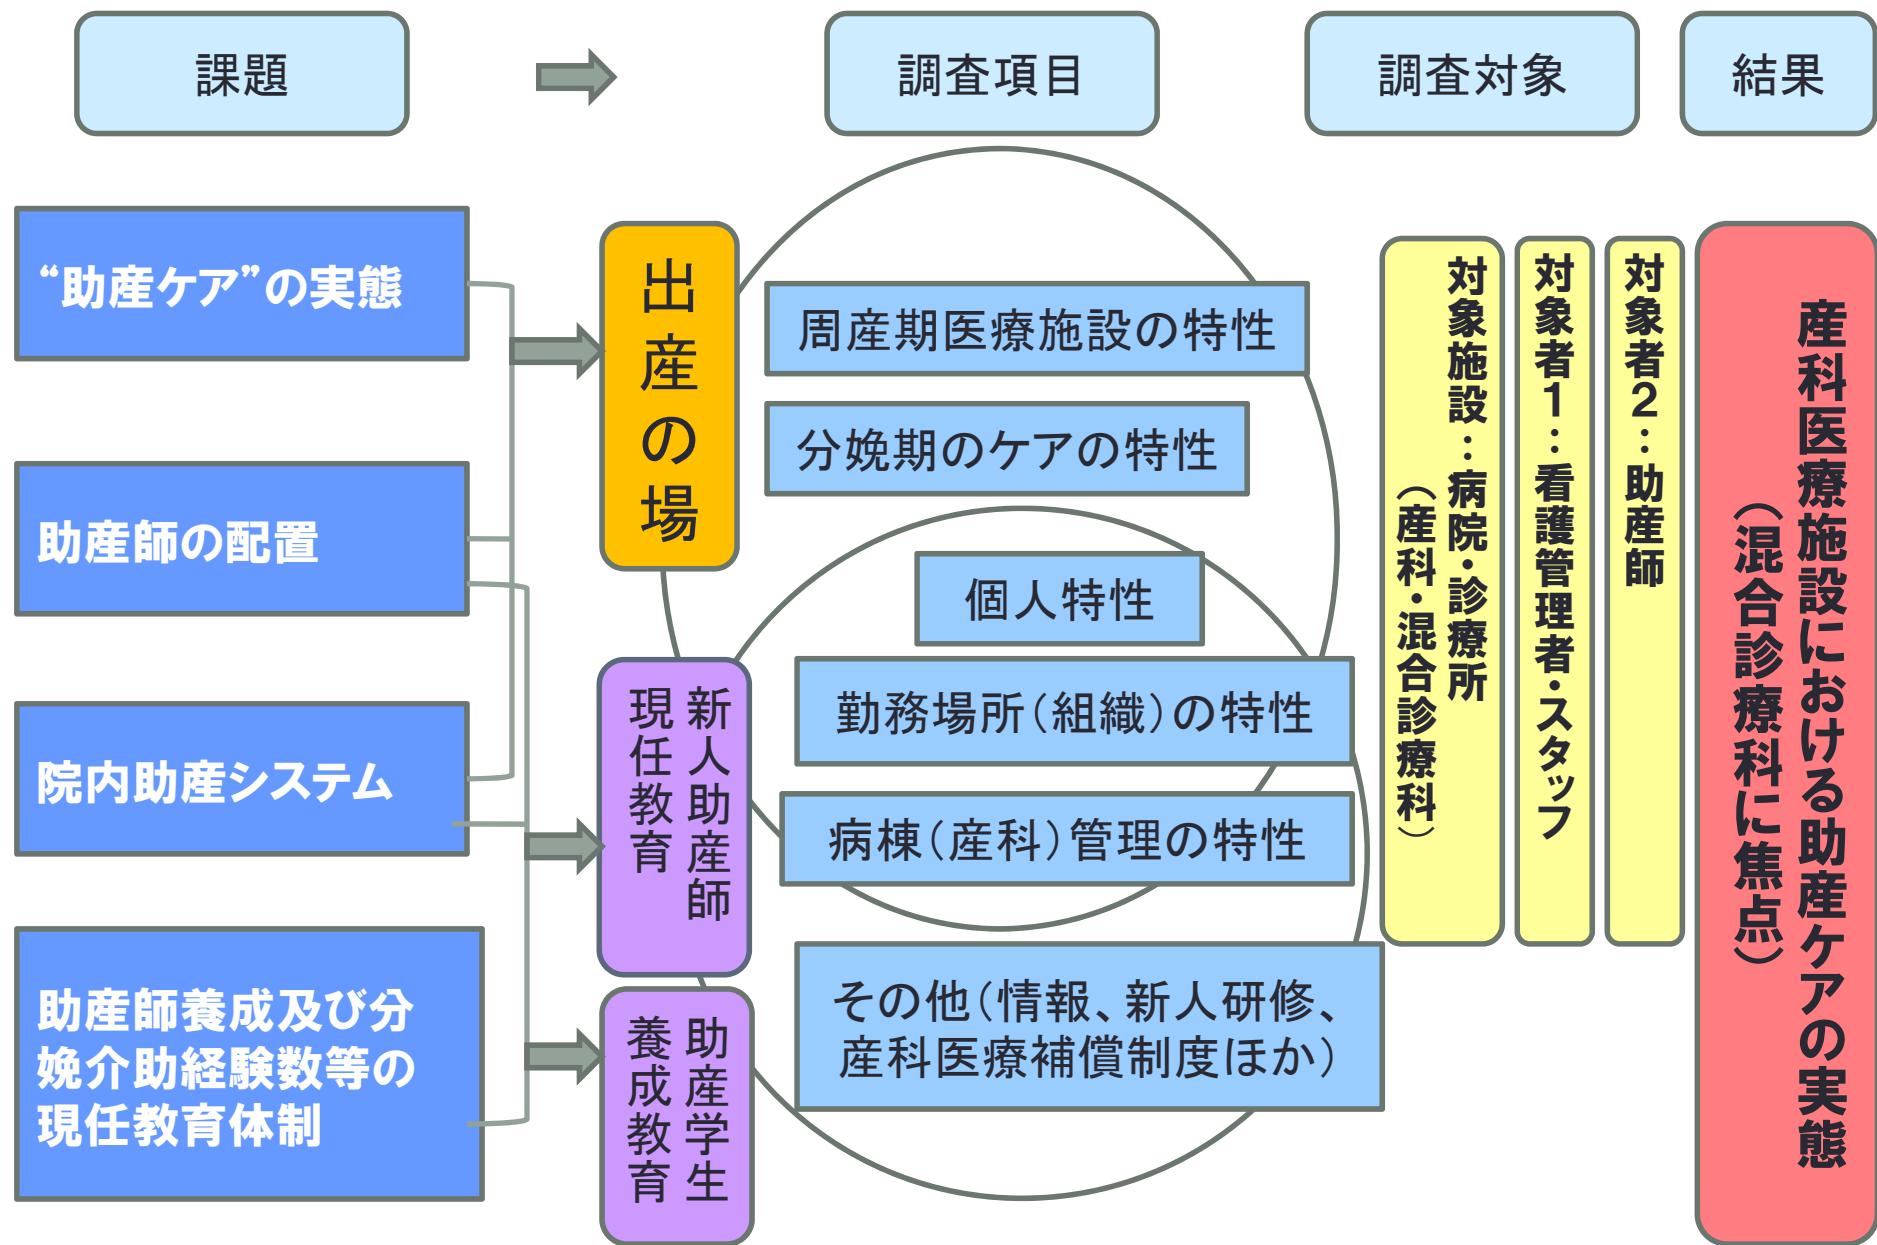 課題
調査項目
調査対象
結果
“助産ケア”の実態
助産師の配置
院内助産システム
助産師養成及び分
娩介助経験数等の
現任教育体制
出産の場
新人助産師
現任教育
助産学生
養成教育
周産期医療施設の特性
分娩期のケアの特性
個人特性
勤務場所（組織）の特性
病棟（産科）管理の特性
その他（情報、新人研修、
産科医療補償制度ほか）
対象施設：病院・診療所
（産科・混合診療科）
対象者1：看護管理者・スタッフ
対象者2：助産師
産科医療施設における助産ケアの実態
（混合診療科に焦点）